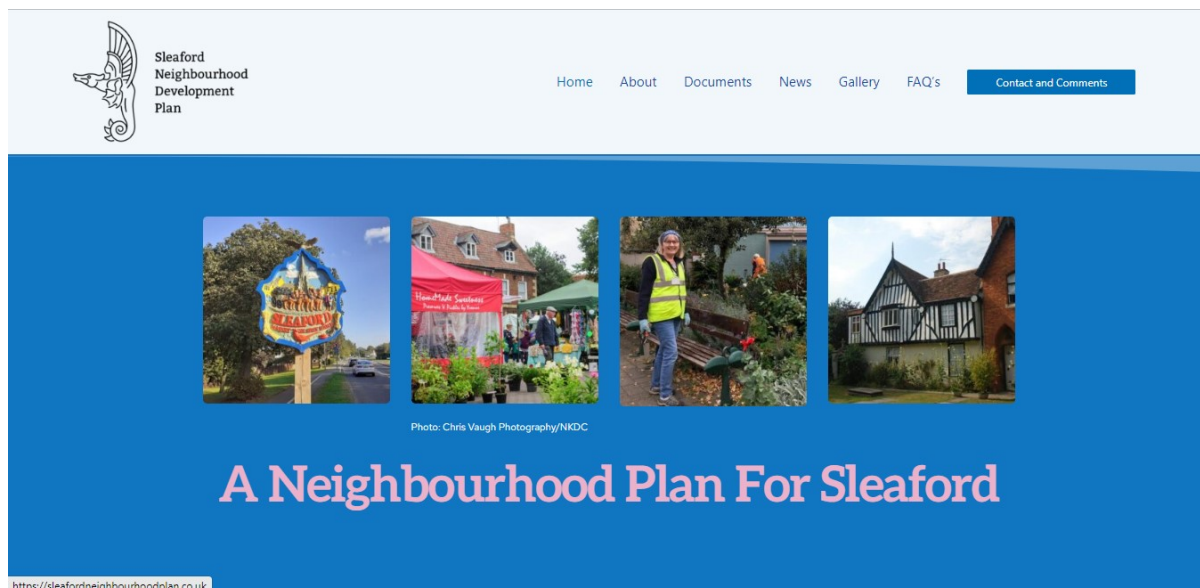 Sleaford
Neighbourhood
Development
Plan
Home About Documents News Gallery FAQ's Contact and Comments
SLEAFORD
HomeMade Sweetness
Photo: Chris Vaugh Photography/NKDC
A Neighbourhood Plan For Sleaford
https://sleafordneighbourhoodplan.co.uk